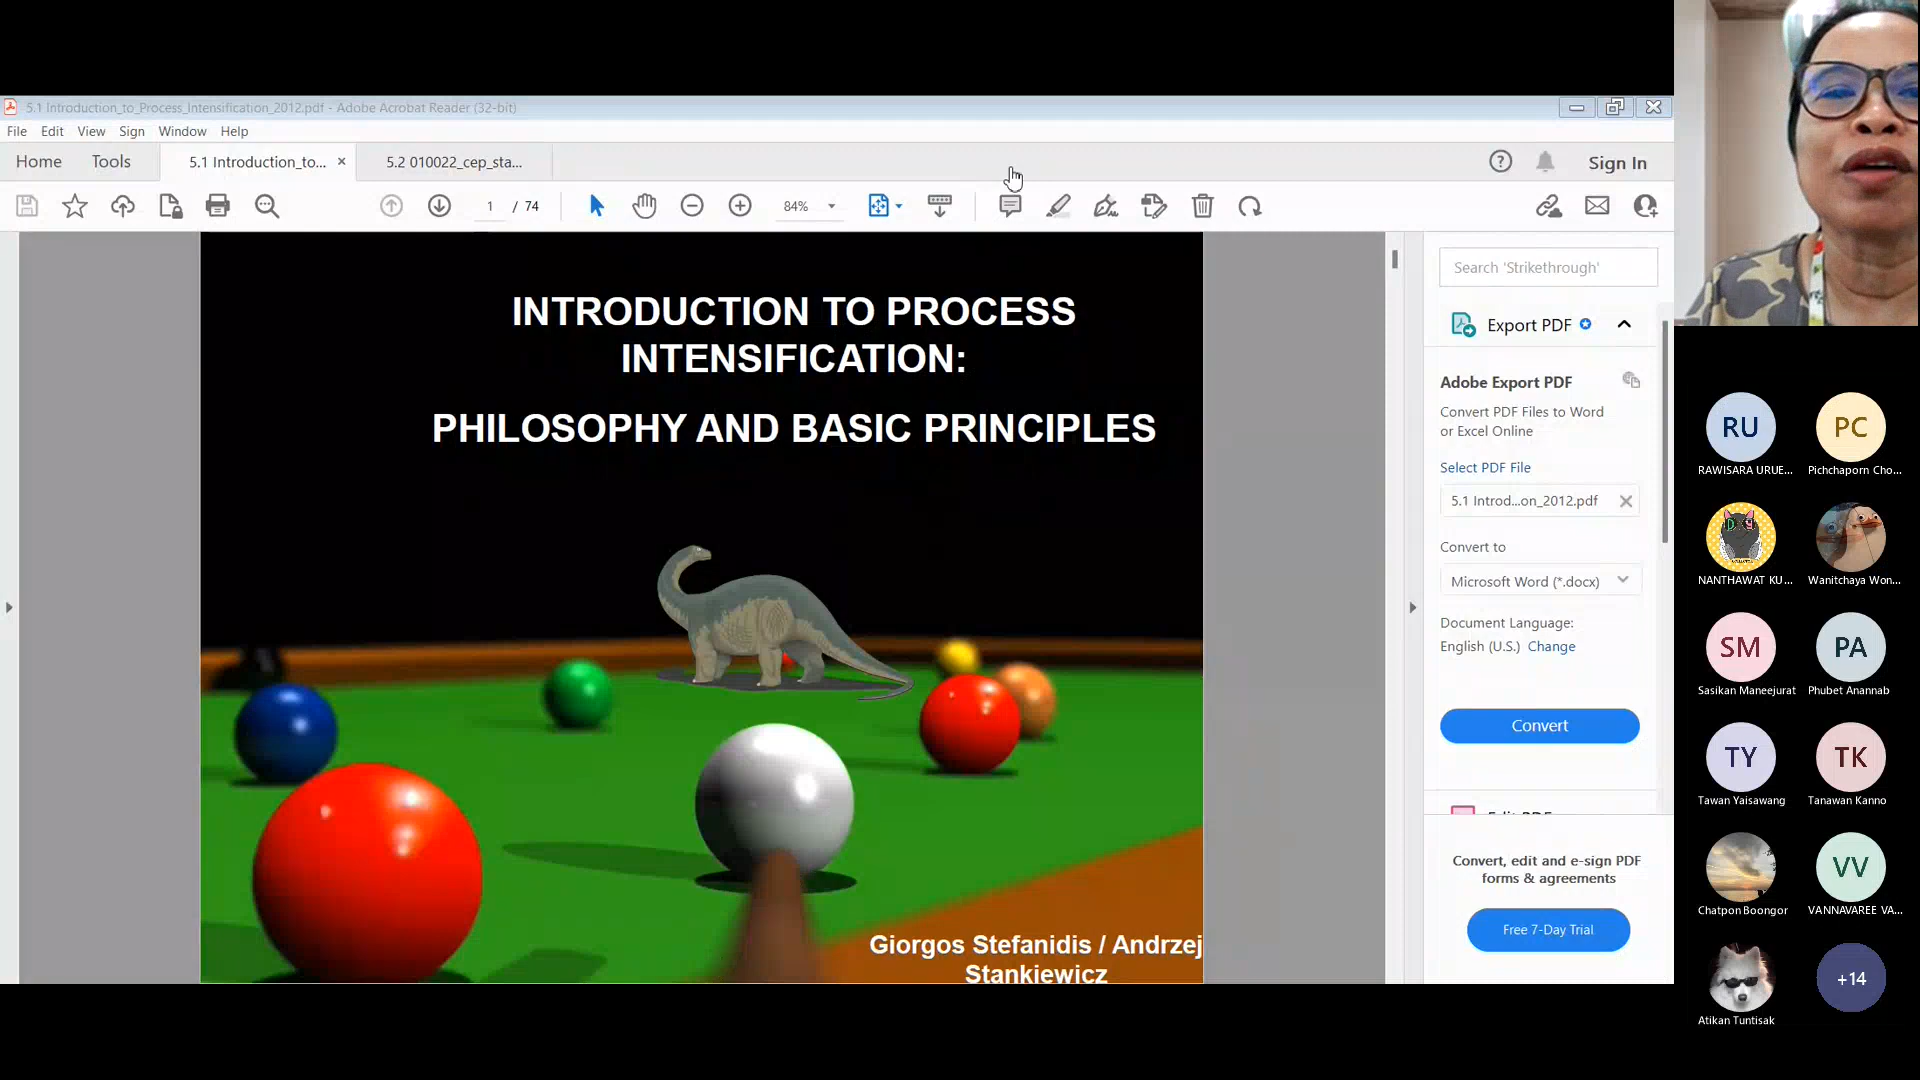 5.1 Introduction_to_Process_Intensification_2012.pdf - Adobe Acrobat Reader (32-bit)
File Edit View Sign Window Help
Home Tools 5.1 Introduction_to... × 5.2 010022_cep_sta... Sign In
1 / 74 84%
INTRODUCTION TO PROCESS
INTENSIFICATION:
PHILOSOPHY AND BASIC PRINCIPLES
Giorgos Stefanidis / Andrzej
Stankiewicz
Search 'Strikethrough'
Export PDF
Adobe Export PDF
Convert PDF Files to Word
or Excel Online
Select PDF File
5.1 Introd...on_2012.pdf
Convert to
Microsoft Word (*.docx)
Document Language:
English (U.S.) Change
Convert
Edit PDF
Convert, edit and e-sign PDF
forms & agreements
Free 7-Day Trial
RU PC
RAWISARA URUE... Pichchaporn Cho...
NANTHAWAT KU... Wanitchaya Won...
SM PA
Sasikan Maneejurat Phubet Anannab
TY TK
Tawan Yaisawang Tanawan Kanno
VV
Chatpon Boongor VANNAVAREE VA...
+14
Atikan Tuntisak